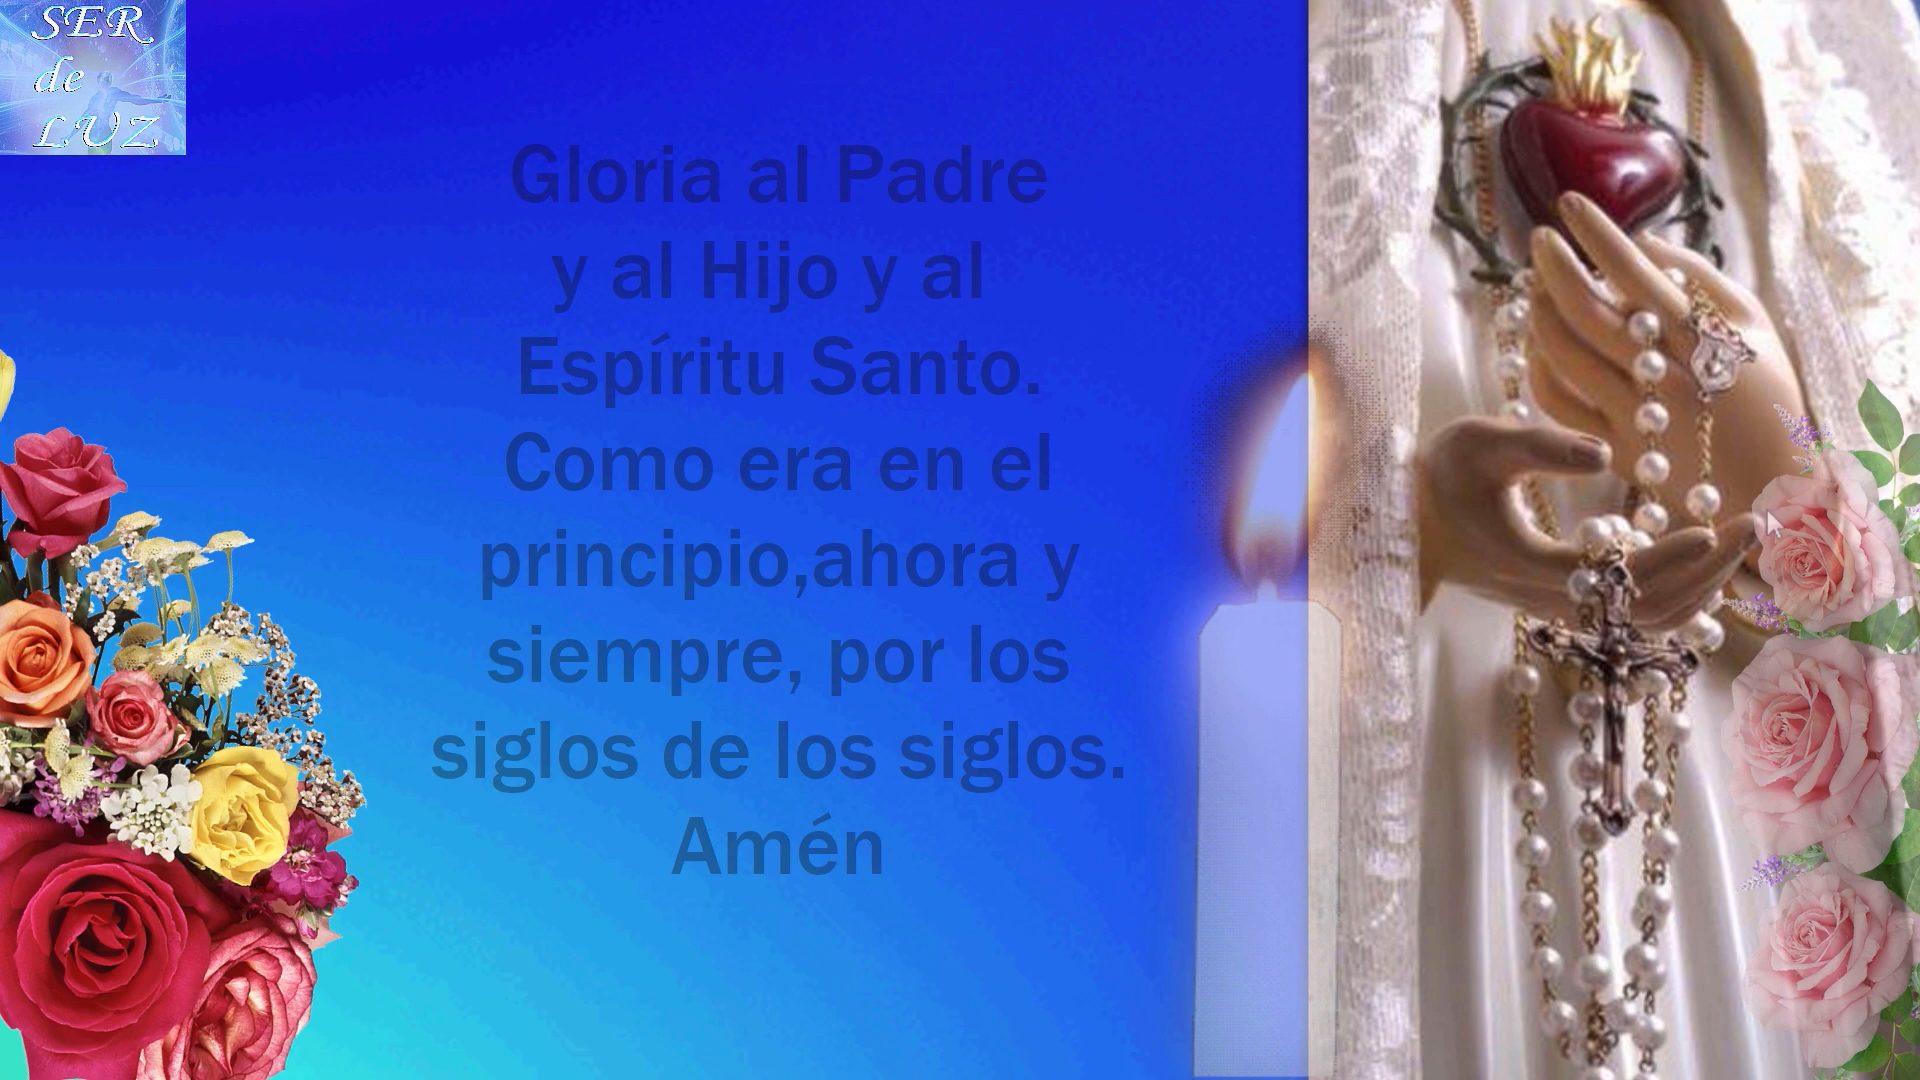 SER
de
LUZ
Gloria al Padre
y al Hijo y al
Espíritu Santo.
Como era en el
principio,ahora y
siempre, por los
siglos de los siglos.
Amén